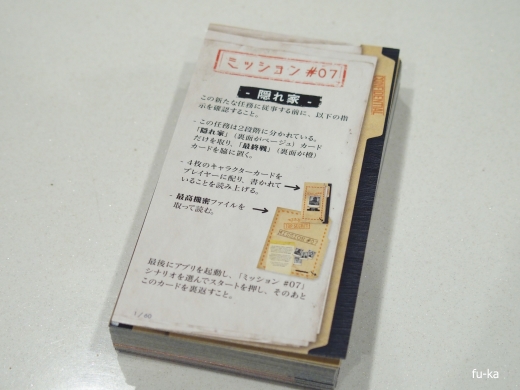 ミッション #07
- 隠れ家 -
この新たな任務に従事する前に、以下の指
示を確認すること。
- この任務は2段階に分かれている。
「隠れ家」(裏面がベージュ)カード
だけを取り、「最終戦」(裏面が橙)
カードを脇に置く。
- 4枚のキャラクターカードを
プレイヤーに配り、書かれて
いることを読み上げる。
- 最高機密ファイルを
取って読む。
最後にアプリを起動し、「ミッション #07」
シナリオを選んでスタートを押し、そのあと
このカードを裏返すこと。
CONFIDENTIAL
fu-ka